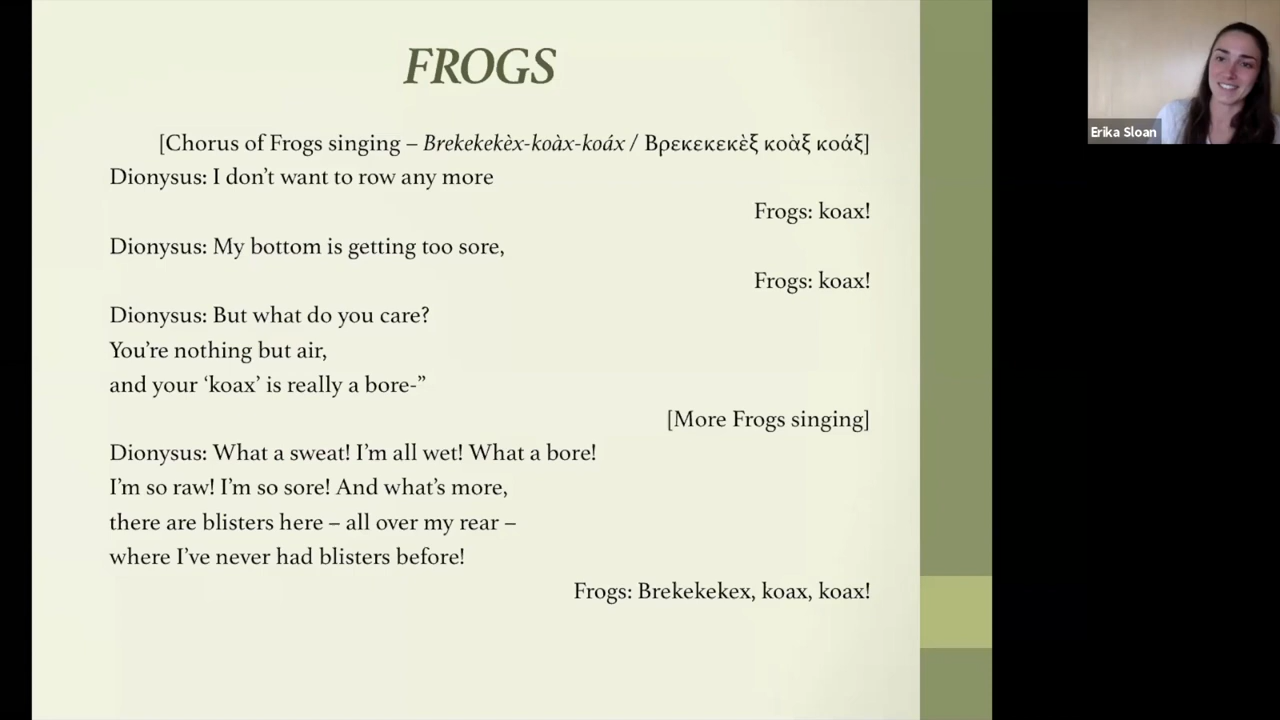 FROGS
[Chorus of Frogs singing – Brekekekèx-koàx-koáx / Βρεκεκεκὲξ κοὰξ κοάξ]
Dionysus: I don’t want to row any more
Frogs: koax!
Dionysus: My bottom is getting too sore,
Frogs: koax!
Dionysus: But what do you care?
You’re nothing but air,
and your ‘koax’ is really a bore-”
[More Frogs singing]
Dionysus: What a sweat! I’m all wet! What a bore!
I’m so raw! I’m so sore! And what’s more,
there are blisters here – all over my rear –
where I’ve never had blisters before!
Frogs: Brekekekex, koax, koax!
Erika Sloan